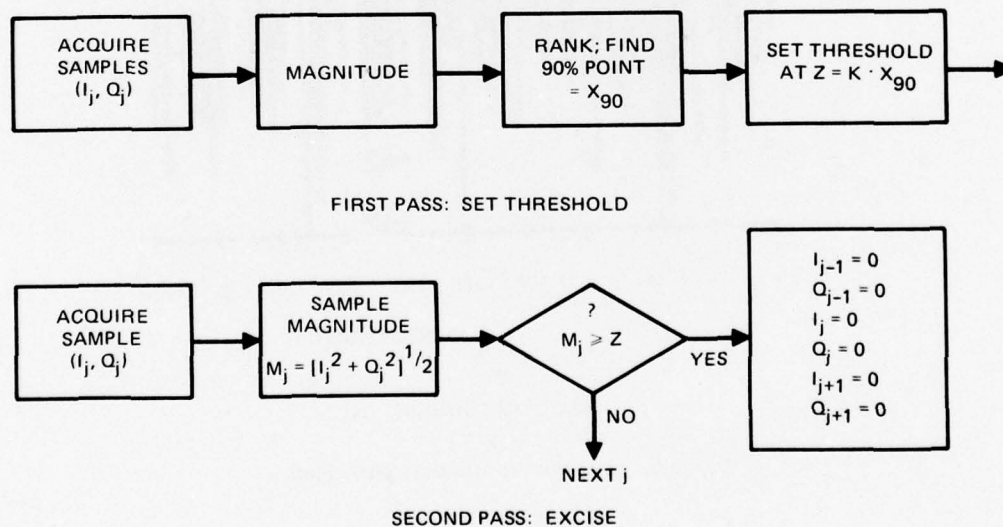 ACQUIRE
SAMPLES
(I_j, Q_j)
MAGNITUDE
RANK; FIND
90% POINT
= X_90
SET THRESHOLD
AT Z = K · X_90
FIRST PASS: SET THRESHOLD
ACQUIRE
SAMPLE
(I_j, Q_j)
SAMPLE
MAGNITUDE
M_j = [I_j^2 + Q_j^2]^1/2
?
M_j ⩾ Z
YES
NO
NEXT j
I_j-1 = 0
Q_j-1 = 0
I_j = 0
Q_j = 0
I_j+1 = 0
Q_j+1 = 0
SECOND PASS: EXCISE